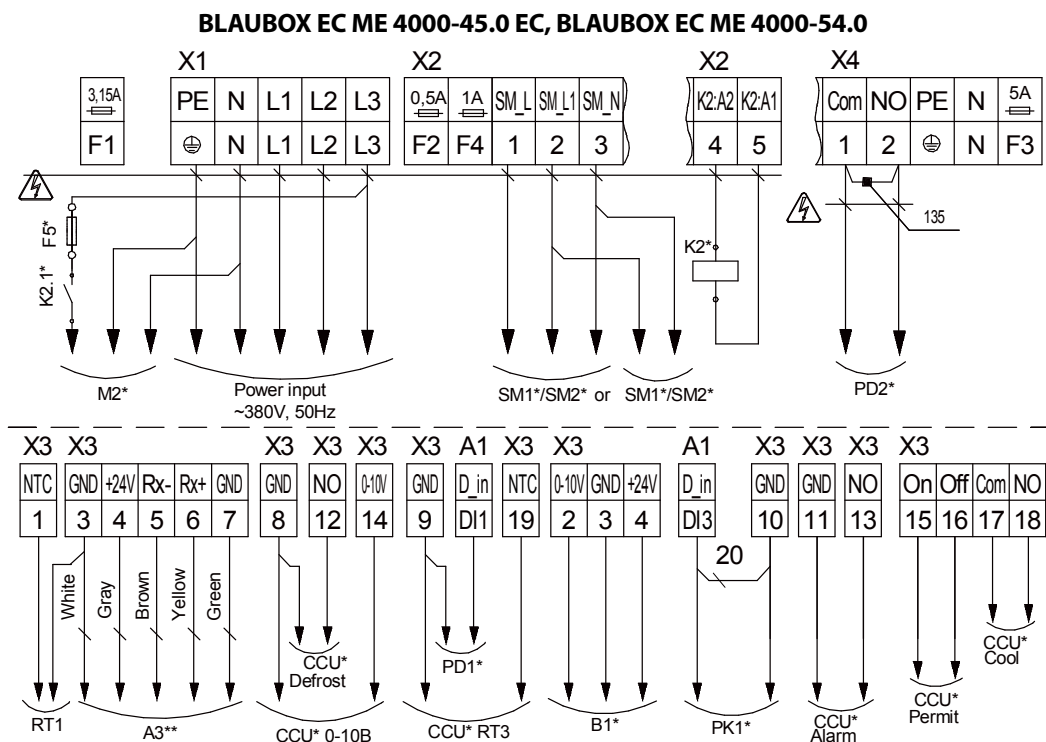 BLAUBOX EC ME 4000-45.0 EC, BLAUBOX EC ME 4000-54.0
X1 X2 X2 X4
3,15A PE N L1 L2 L3 0,5A 1A SM_L SM_L1 SM_N K2:A2 K2:A1 Com NO PE N 5A
F1 N L1 L2 L3 F2 F4 1 2 3 4 5 1 2 N F3
135
F5*
K2*
K2.1*
M2*
Power input
~380V, 50Hz
SM1*/SM2* or SM1*/SM2*
PD2*
X3 X3 X3 X3 X3 X3 A1 X3 X3 A1 X3 X3 X3 X3
NTC GND +24V Rx- Rx+ GND GND NO 0-10V GND D_in NTC 0-10V GND +24V D_in GND GND NO On Off Com NO
1 3 4 5 6 7 8 12 14 9 DI1 19 2 3 4 DI3 10 11 13 15 16 17 18
20
White
Gray
Brown
Yellow
Green
CCU*
Defrost
PD1*
CCU*
Cool
CCU*
Permit
RT1
A3**
CCU* 0-10B
CCU* RT3
B1*
PK1*
CCU*
Alarm